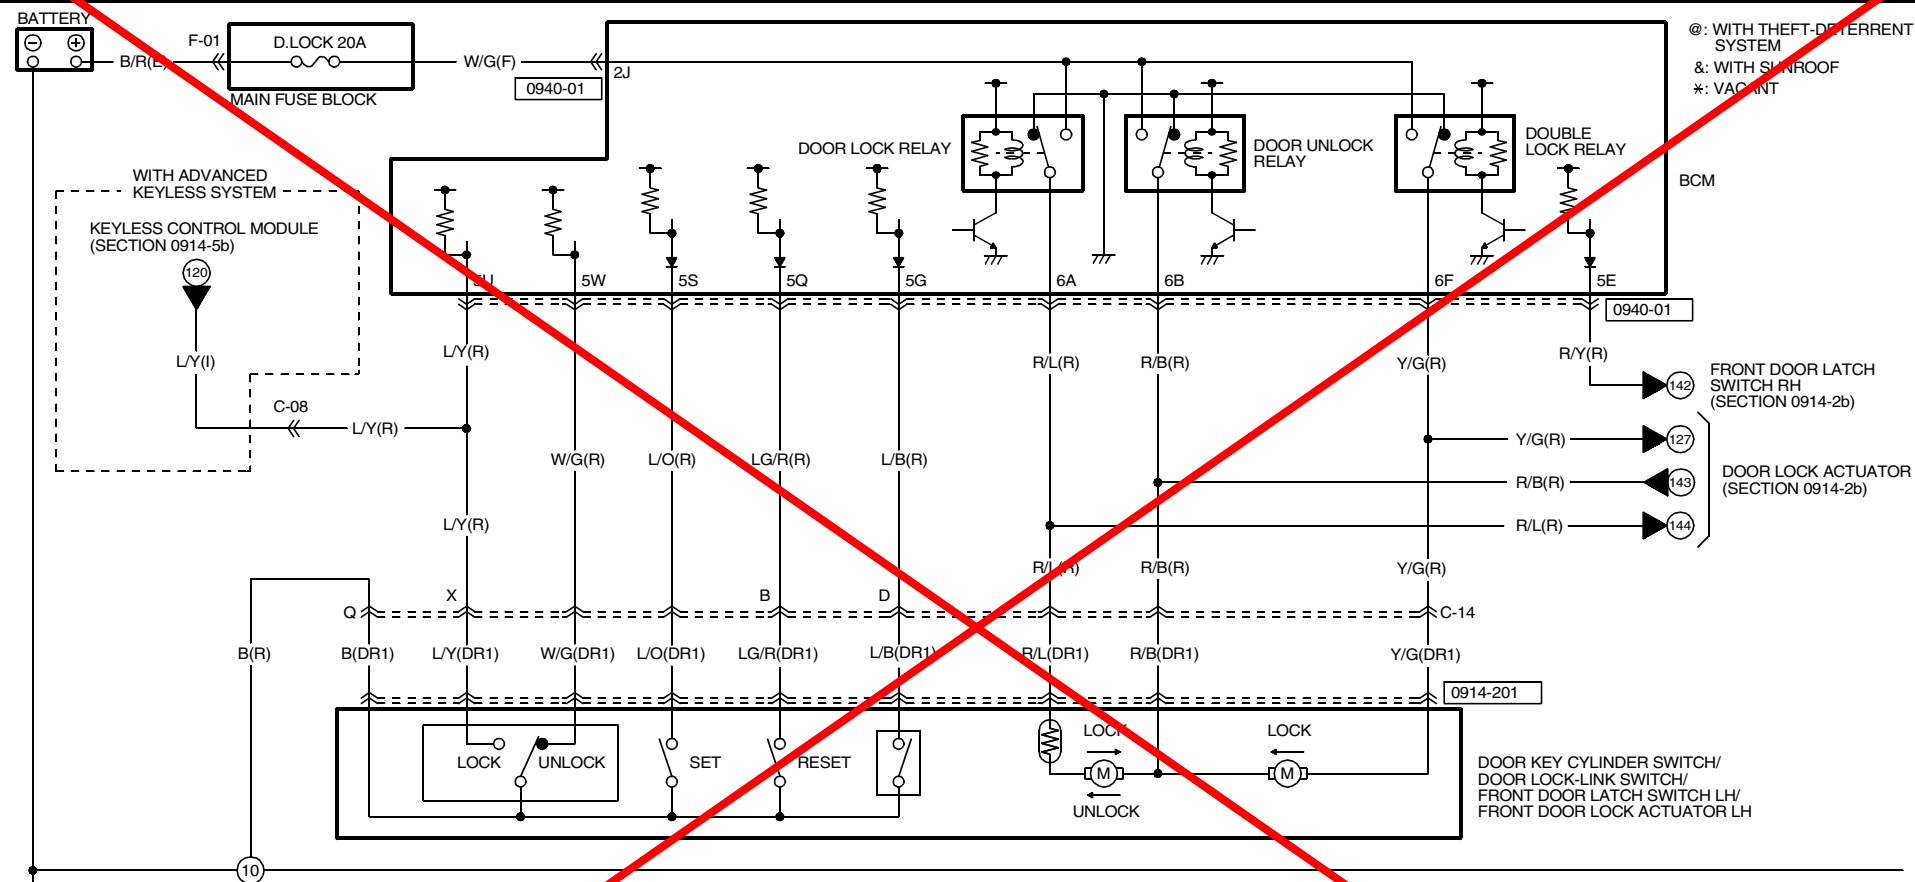 BATTERY
B/R(E)
F-01
D.LOCK 20A
MAIN FUSE BLOCK
W/G(F)
0940-01
2J
@: WITH THEFT-DETERRENT
SYSTEM
&: WITH SUNROOF
*: VACANT
DOOR LOCK RELAY
DOOR UNLOCK
RELAY
DOUBLE
LOCK RELAY
BCM
WITH ADVANCED
KEYLESS SYSTEM
KEYLESS CONTROL MODULE
(SECTION 0914-5b)
120
5U
5W
5S
5Q
5G
6A
6B
6F
5E
0940-01
L/Y(I)
L/Y(R)
R/L(R)
R/B(R)
Y/G(R)
R/Y(R)
142
FRONT DOOR LATCH
SWITCH RH
(SECTION 0914-2b)
C-08
L/Y(R)
W/G(R)
L/O(R)
LG/R(R)
L/B(R)
Y/G(R)
127
R/B(R)
143
R/L(R)
144
DOOR LOCK ACTUATOR
(SECTION 0914-2b)
L/Y(R)
R/L(R)
R/B(R)
Y/G(R)
Q
X
B
D
C-14
B(R)
B(DR1)
L/Y(DR1)
W/G(DR1)
L/O(DR1)
LG/R(DR1)
L/B(DR1)
R/L(DR1)
R/B(DR1)
Y/G(DR1)
0914-201
LOCK
UNLOCK
SET
RESET
LOCK
M
UNLOCK
LOCK
M
DOOR KEY CYLINDER SWITCH/
DOOR LOCK-LINK SWITCH/
FRONT DOOR LATCH SWITCH LH/
FRONT DOOR LOCK ACTUATOR LH
10